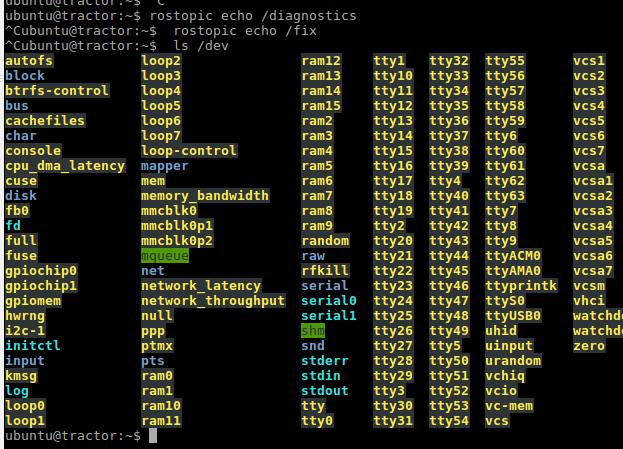 ubuntu@tractor:~$ ^C
ubuntu@tractor:~$ rostopic echo /diagnostics
^Cubuntu@tractor:~$  rostopic echo /fix
^Cubuntu@tractor:~$  ls /dev
autofs loop2 ram12 tty1 tty32 tty55 vcs1
block loop3 ram13 tty10 tty33 tty56 vcs2
btrfs-control loop4 ram14 tty11 tty34 tty57 vcs3
bus loop5 ram15 tty12 tty35 tty58 vcs4
cachefiles loop6 ram2 tty13 tty36 tty59 vcs5
char loop7 ram3 tty14 tty37 tty6 vcs6
console loop-control ram4 tty15 tty38 tty60 vcs7
cpu_dma_latency mapper ram5 tty16 tty39 tty61 vcsa
cuse mem ram6 tty17 tty4 tty62 vcsa1
disk memory_bandwidth ram7 tty18 tty40 tty63 vcsa2
fb0 mmcblk0 ram8 tty19 tty41 tty7 vcsa3
fd mmcblk0p1 ram9 tty2 tty42 tty8 vcsa4
full mmcblk0p2 random tty20 tty43 tty9 vcsa5
fuse mqueue raw tty21 tty44 ttyACM0 vcsa6
gpiochip0 net rfkill tty22 tty45 ttyAMA0 vcsa7
gpiochip1 network_latency serial tty23 tty46 ttyprintk vcsm
gpiomem network_throughput serial0 tty24 tty47 ttyS0 vhci
hwrng null serial1 tty25 tty48 ttyUSB0 watchd
i2c-1 ppp shm tty26 tty49 uhid watchd
initctl ptmx snd tty27 tty5 uinput zero
input pts stderr tty28 tty50 urandom
kmsg ram0 stdin tty29 tty51 vchiq
log ram1 stdout tty3 tty52 vcio
loop0 ram10 tty tty30 tty53 vc-mem
loop1 ram11 tty0 tty31 tty54 vcs
ubuntu@tractor:~$